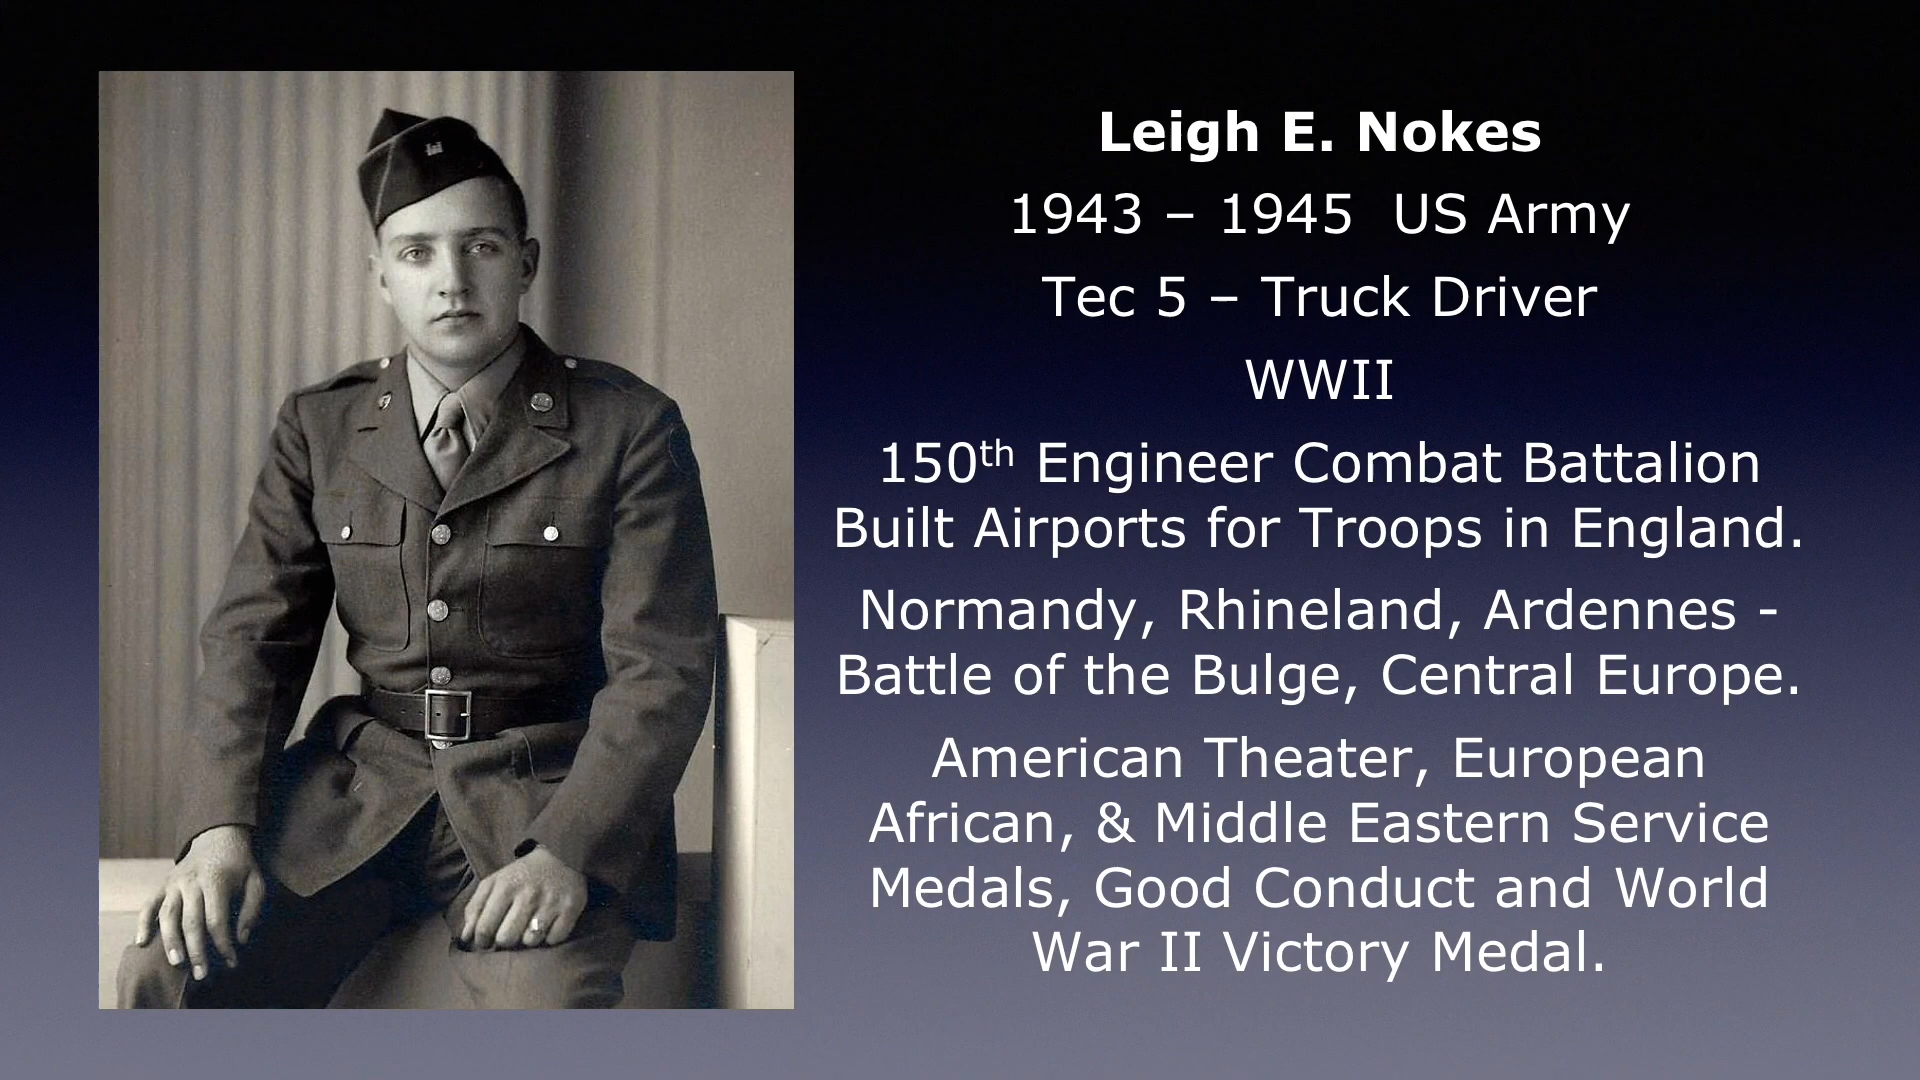 Leigh E. Nokes
1943 – 1945  US Army
Tec 5 – Truck Driver
WWII
150th Engineer Combat Battalion
Built Airports for Troops in England.
Normandy, Rhineland, Ardennes -
Battle of the Bulge, Central Europe.
American Theater, European
African, & Middle Eastern Service
Medals, Good Conduct and World
War II Victory Medal.